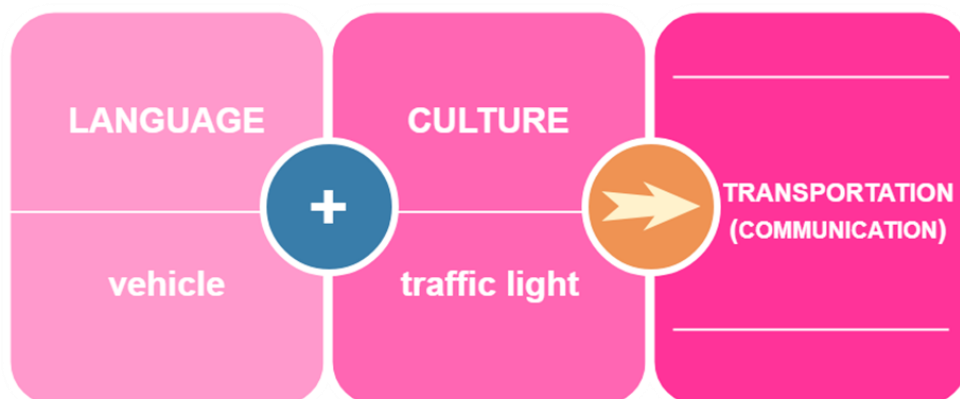 LANGUAGE
vehicle
+
CULTURE
traffic light
TRANSPORTATION
(COMMUNICATION)